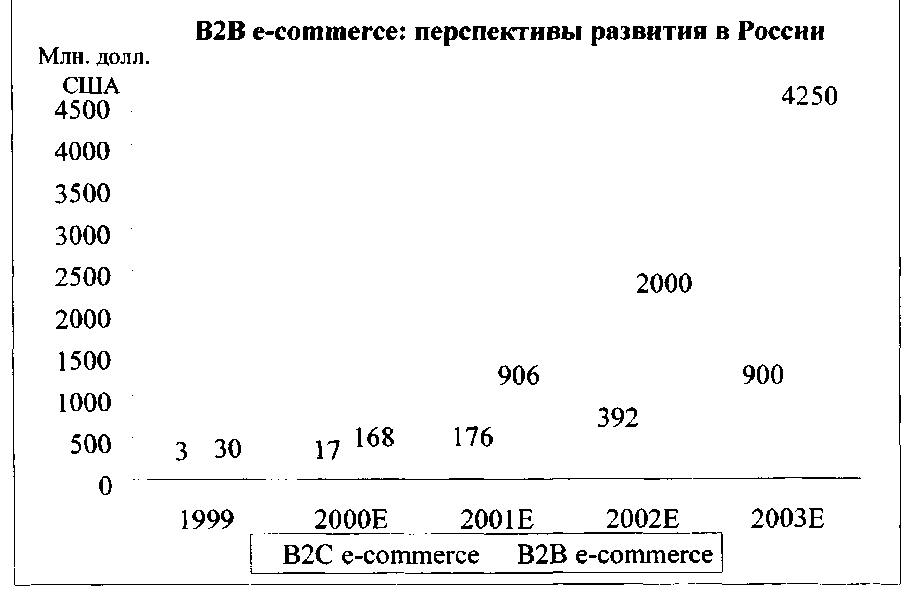 B2B e-commerce: перспективы развития в России
Млн. долл.
США
4500
4250
4000
3500
3000
2500
2000
2000
1500
906
900
1000
392
500
3
30
17
168
176
0
1999
2000E
2001E
2002E
2003E
B2C e-commerce
B2B e-commerce